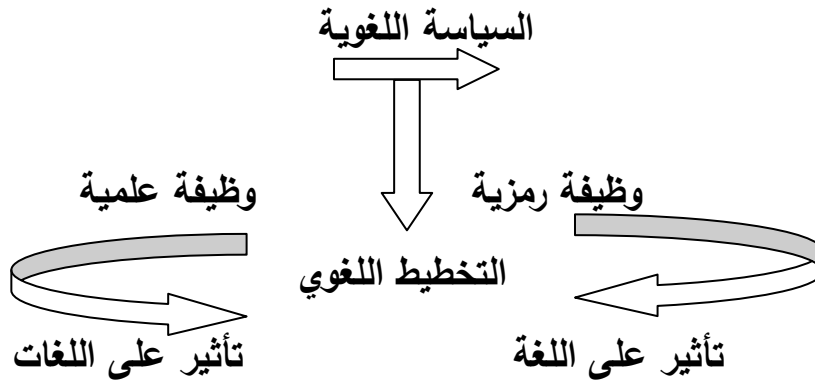 السياسة اللغوية
وظيفة رمزية
وظيفة علمية
التخطيط اللغوي
تأثير على اللغة
تأثير على اللغات